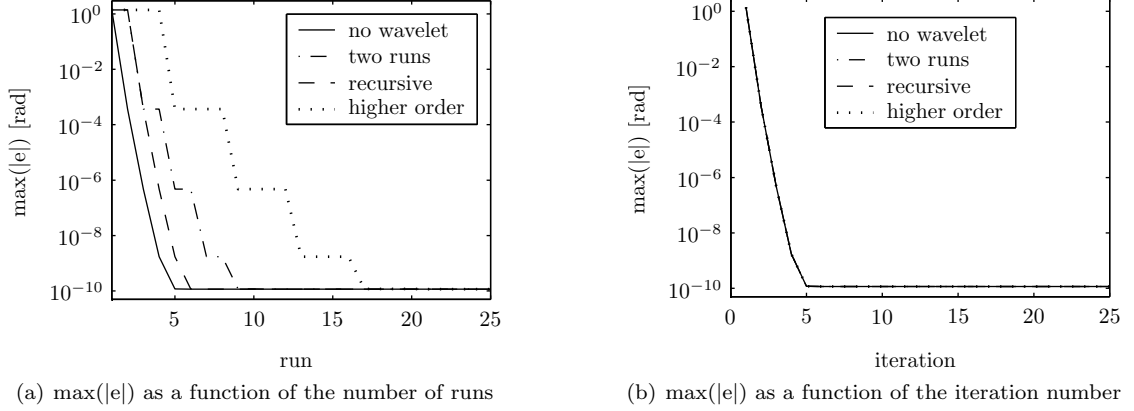 no wavelet
two runs
recursive
higher order
max(|e|) [rad]
10^0
10^-2
10^-4
10^-6
10^-8
10^-10
5
10
15
20
25
run
(a) max(|e|) as a function of the number of runs
no wavelet
two runs
recursive
higher order
max(|e|) [rad]
10^0
10^-2
10^-4
10^-6
10^-8
10^-10
0
5
10
15
20
25
iteration
(b) max(|e|) as a function of the iteration number